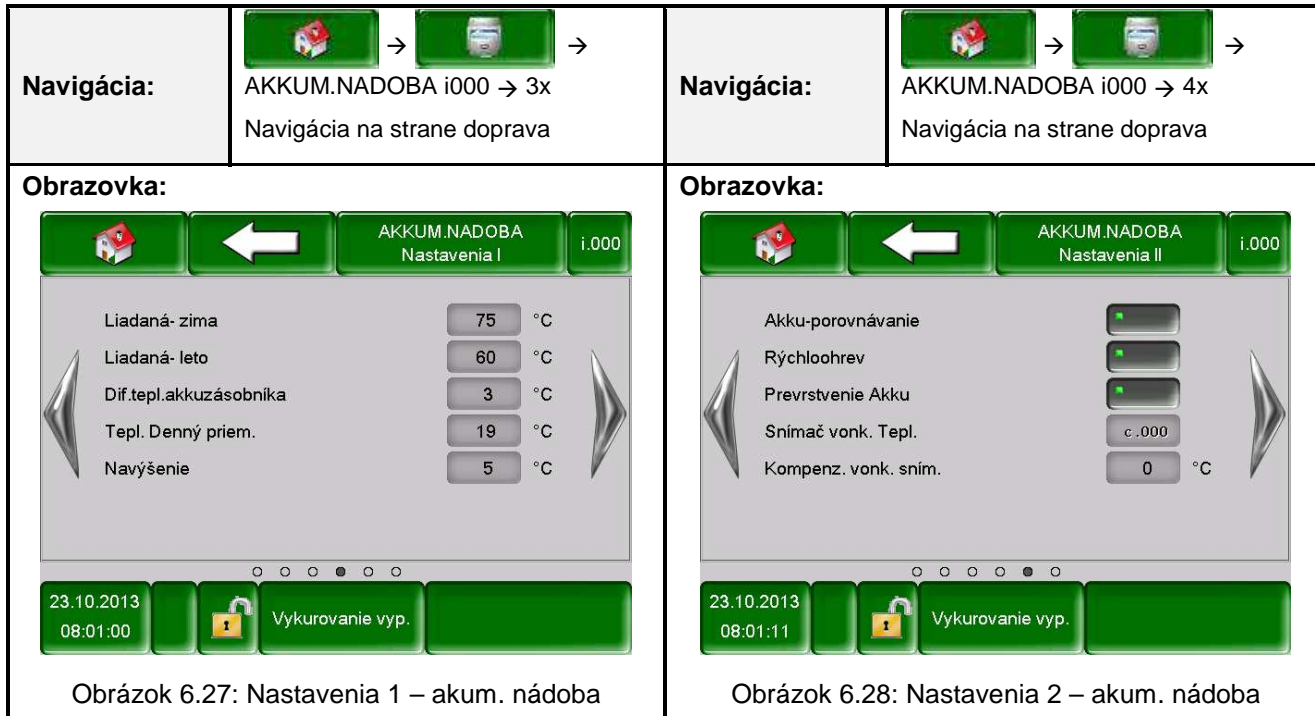 Navigácia:
→ →
AKKUM.NADOBA i000 → 3x
Navigácia na strane doprava
Navigácia:
→ →
AKKUM.NADOBA i000 → 4x
Navigácia na strane doprava
Obrazovka:
AKKUM.NADOBA
Nastavenia I
i.000
Liadaná- zima 75 °C
Liadaná- leto 60 °C
Dif.tepl.akkuzásobníka 3 °C
Tepl. Denný priem. 19 °C
Navýšenie 5 °C
23.10.2013
08:01:00
Vykurovanie vyp.
Obrázok 6.27: Nastavenia 1 – akum. nádoba
Obrazovka:
AKKUM.NADOBA
Nastavenia II
i.000
Akku-porovnávanie
Rýchloohrev
Prevrstvenie Akku
Snímač vonk. Tepl. c.000
Kompenz. vonk. sním. 0 °C
23.10.2013
08:01:11
Vykurovanie vyp.
Obrázok 6.28: Nastavenia 2 – akum. nádoba